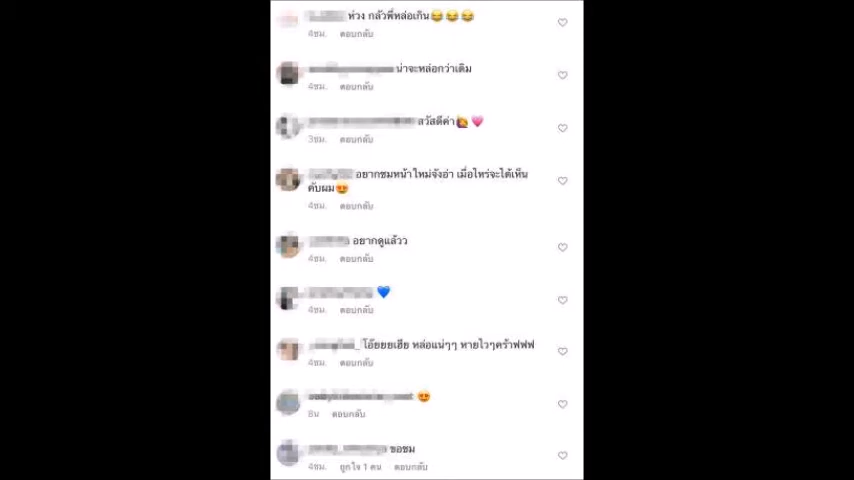 ห่วง กลัวพี่หล่อเกิน😂😂😂
4ชม. ตอบกลับ
น่าจะหล่อกว่าเดิม
4ชม. ตอบกลับ
สวัสดีค่า🙋💗
3ชม. ตอบกลับ
อยากชมหน้าใหม่จังอ่า เมื่อไหร่จะได้เห็น
คับผม😍
4ชม. ตอบกลับ
อยากดูแล้วว
4ชม. ตอบกลับ
💙
4ชม. ตอบกลับ
โอ๊ยยยเฮีย หล่อแน่ๆๆ หายไวๆคร้าฟฟฟ
4ชม. ตอบกลับ
😍
8น ตอบกลับ
ขอชม
4ชม. ถูกใจ 1 คน ตอบกลับ